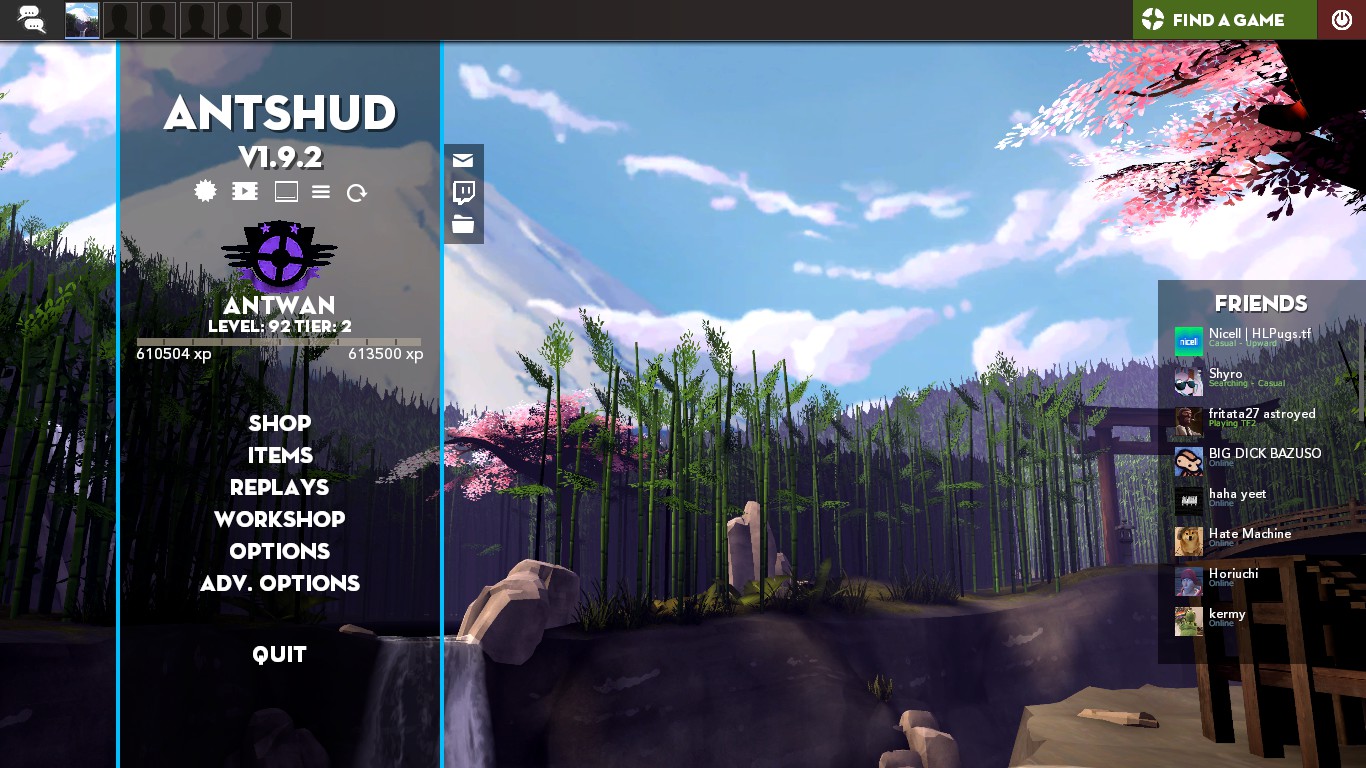 FIND A GAME
ANTSHUD
V1.9.2
ANTWAN
LEVEL: 92 TIER: 2
610504 xp 613500 xp
SHOP
ITEMS
REPLAYS
WORKSHOP
OPTIONS
ADV. OPTIONS
QUIT
FRIENDS
nicell
Nicell | HLPugs.tf
Casual - Upward
Shyro
Searching - Casual
fritata27 astroyed
Playing TF2
BIG DICK BAZUSO
Online
haha yeet
Online
Hate Machine
Online
Horiuchi
Online
kermy
Online